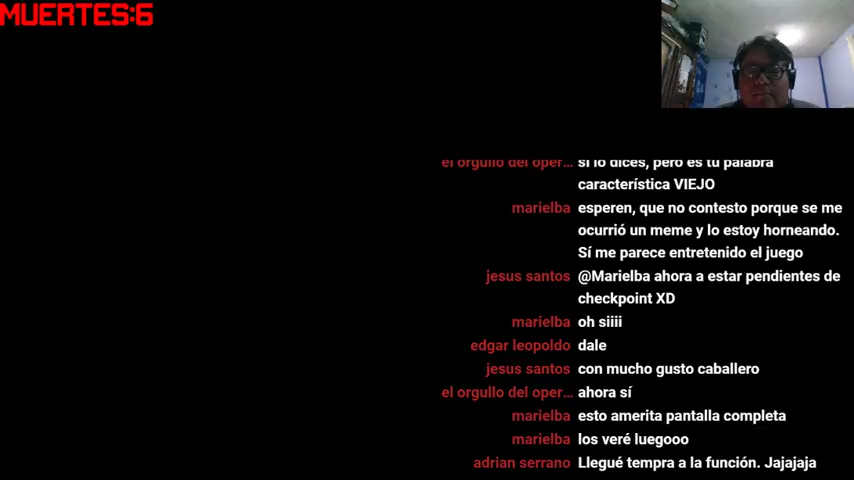 MUERTES:6
el orgullo del oper... si lo dices, pero es tu palabra
característica VIEJO
marielba esperen, que no contesto porque se me
ocurrió un meme y lo estoy horneando.
Sí me parece entretenido el juego
jesus santos @Marielba ahora a estar pendientes de
checkpoint XD
marielba oh siiii
edgar leopoldo dale
jesus santos con mucho gusto caballero
el orgullo del oper... ahora sí
marielba esto amerita pantalla completa
marielba los veré luegooo
adrian serrano Llegué tempra a la función. Jajajaja